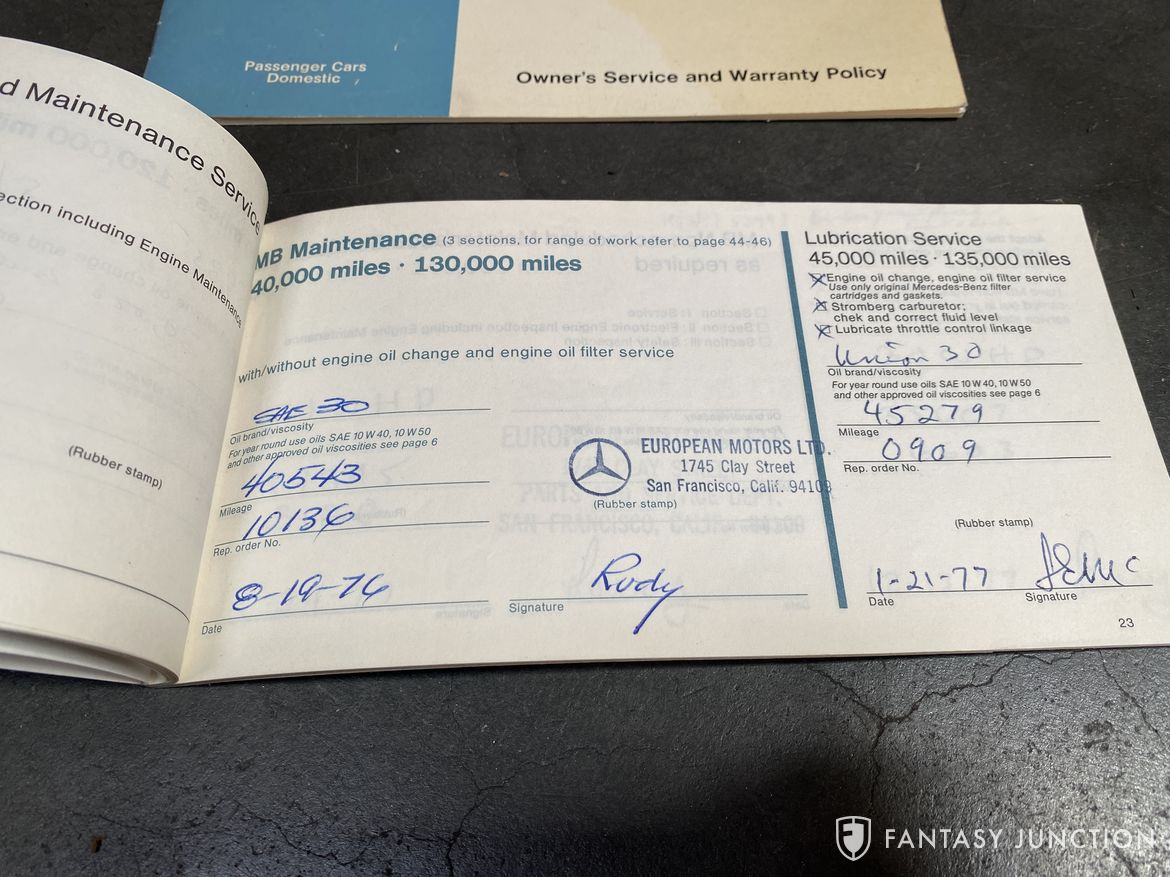 Passenger Cars
Domestic
Owner's Service and Warranty Policy
d Maintenance Service
ection including Engine Maintenance
(Rubber stamp)
MB Maintenance (3 sections, for range of work refer to page 44-46)
40,000 miles · 130,000 miles
with/without engine oil change and engine oil filter service
SAE 30
Oil brand/viscosity
For year round use oils SAE 10 W 40, 10 W 50
and other approved oil viscosities see page 6
40543
Mileage
10136
Rep. order No.
8-19-76
Date
EUROPEAN MOTORS LTD.
1745 Clay Street
San Francisco, Calif. 94109
(Rubber stamp)
Rudy
Signature
Lubrication Service
45,000 miles · 135,000 miles
Engine oil change, engine oil filter service
Use only original Mercedes-Benz filter
cartridges and gaskets.
Stromberg carburetor;
chek and correct fluid level
Lubricate throttle control linkage
Union 30
Oil brand/viscosity
For year round use oils SAE 10 W 40, 10 W 50
and other approved oil viscosities see page 6
45279
Mileage
0909
Rep. order No.
(Rubber stamp)
1-21-77
Date
Signature
23
FANTASY JUNCTION